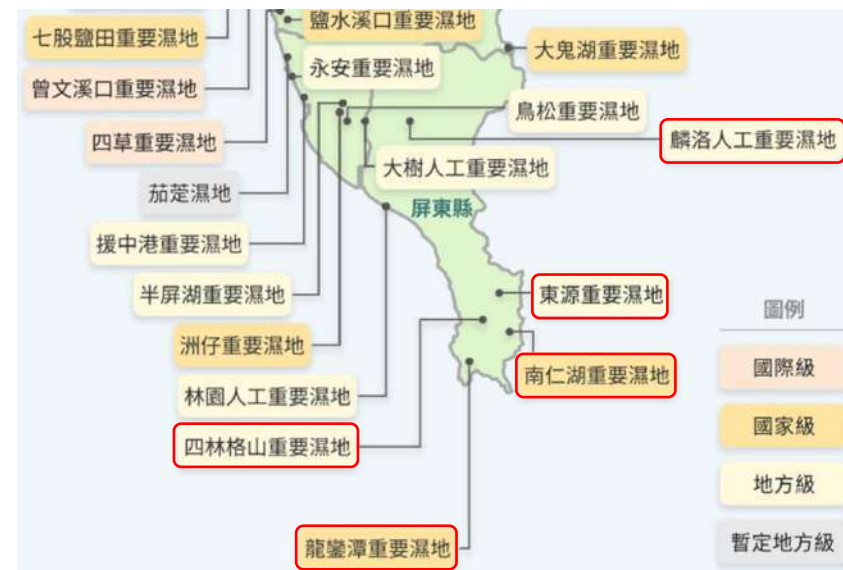 鹽水溪口重要濕地
七股鹽田重要濕地
大鬼湖重要濕地
永安重要濕地
曾文溪口重要濕地
鳥松重要濕地
四草重要濕地
麟洛人工重要濕地
大樹人工重要濕地
茄萣濕地
屏東縣
援中港重要濕地
半屏湖重要濕地
東源重要濕地
圖例
洲仔重要濕地
國際級
南仁湖重要濕地
林園人工重要濕地
國家級
四林格山重要濕地
地方級
龍鑾潭重要濕地
暫定地方級